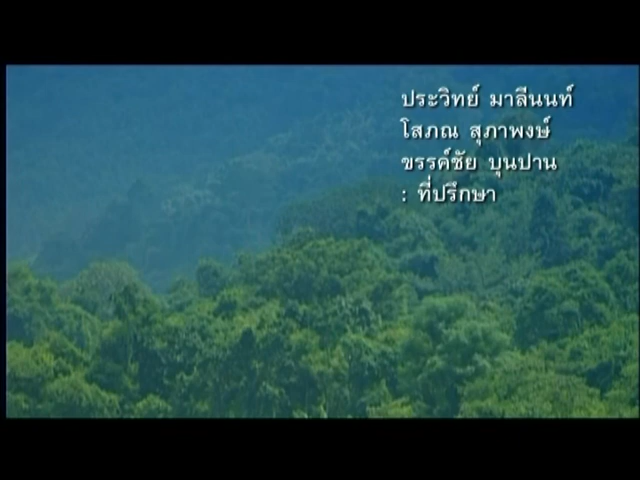 ประวิทย์ มาลีนนท์
โสภณ สุภาพงษ์
ขรรค์ชัย บุนปาน
: ที่ปรึกษา